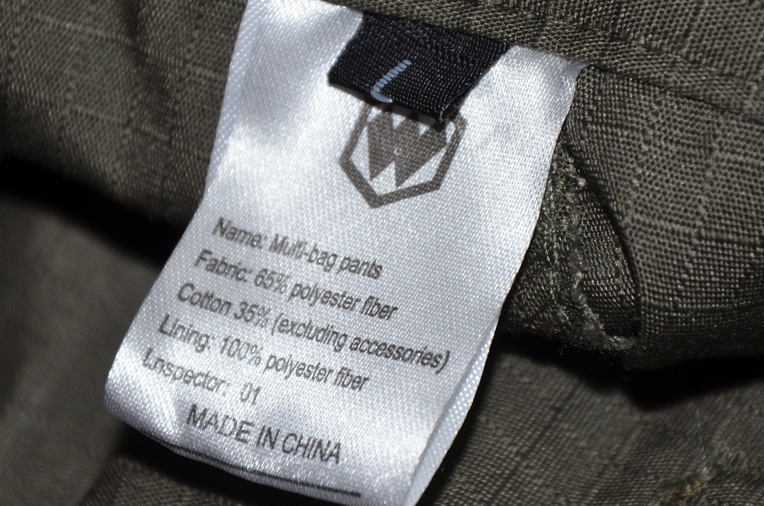 L
Name: Multi-bag pants
Fabric: 65% polyester fiber
Cotton 35% (excluding accessories)
Lining: 100% polyester fiber
Lnspector: 01
MADE IN CHINA